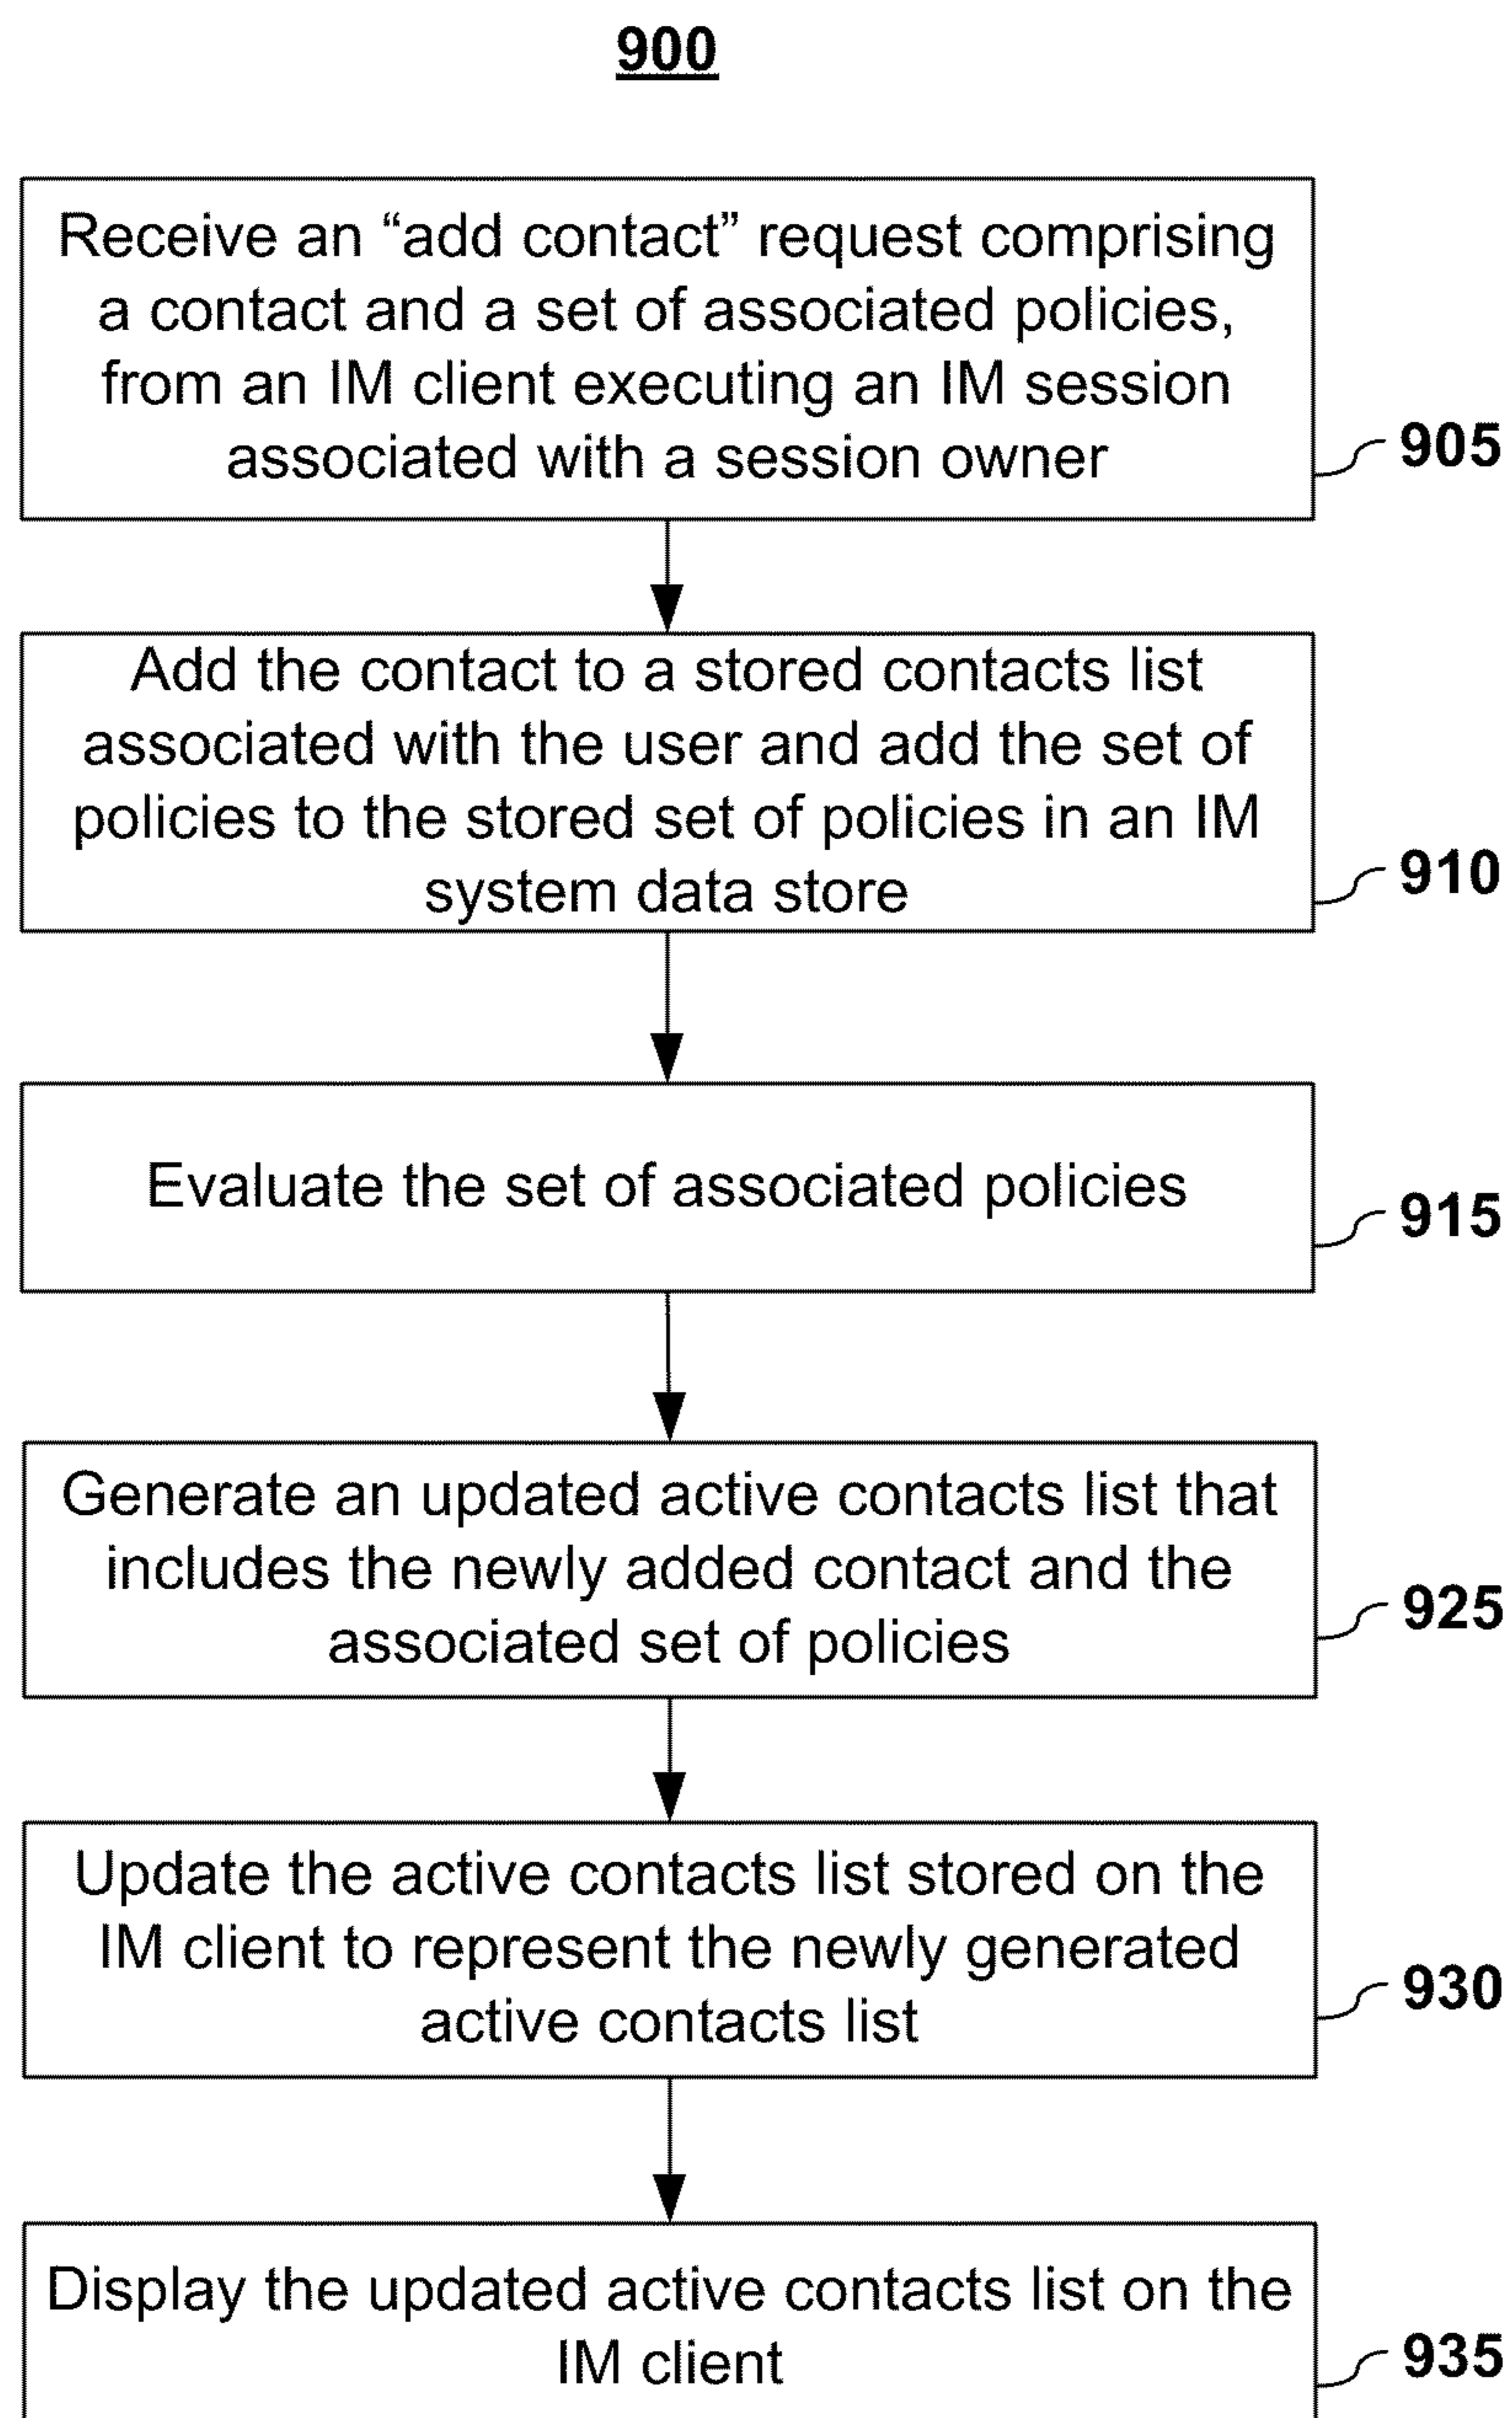 900
Receive an “add contact” request comprising
a contact and a set of associated policies,
from an IM client executing an IM session
associated with a session owner
905
Add the contact to a stored contacts list
associated with the user and add the set of
policies to the stored set of policies in an IM
system data store
910
Evaluate the set of associated policies
915
Generate an updated active contacts list that
includes the newly added contact and the
associated set of policies
925
Update the active contacts list stored on the
IM client to represent the newly generated
active contacts list
930
Display the updated active contacts list on the
IM client
935